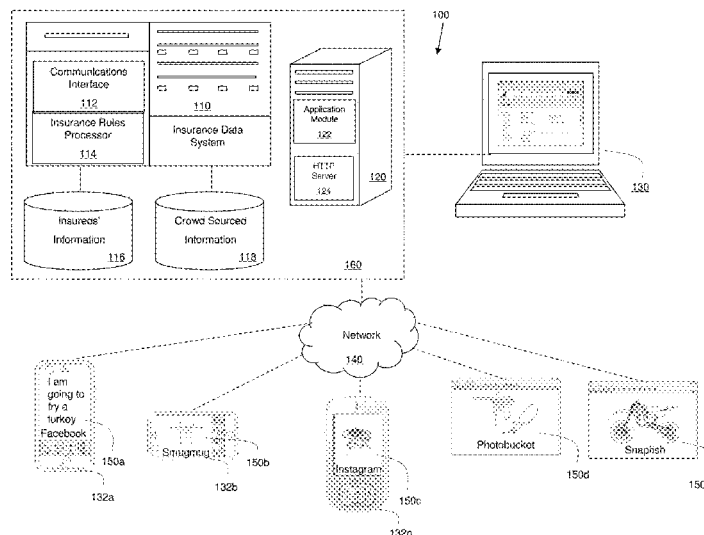 100
Communications
Interface
112
Insurance Rules
Processor
114
110
Insurance Data
System
Application
Module
122
HTTP
Server
124
120
130
Insureds'
Information
116
Crowd Sourced
Information
118
160
Network
140
I am
going to
try a
turkey
Facebook
150a
132a
Smugmug
150b
132b
Instagram
150c
Photobucket
150d
Snapfish